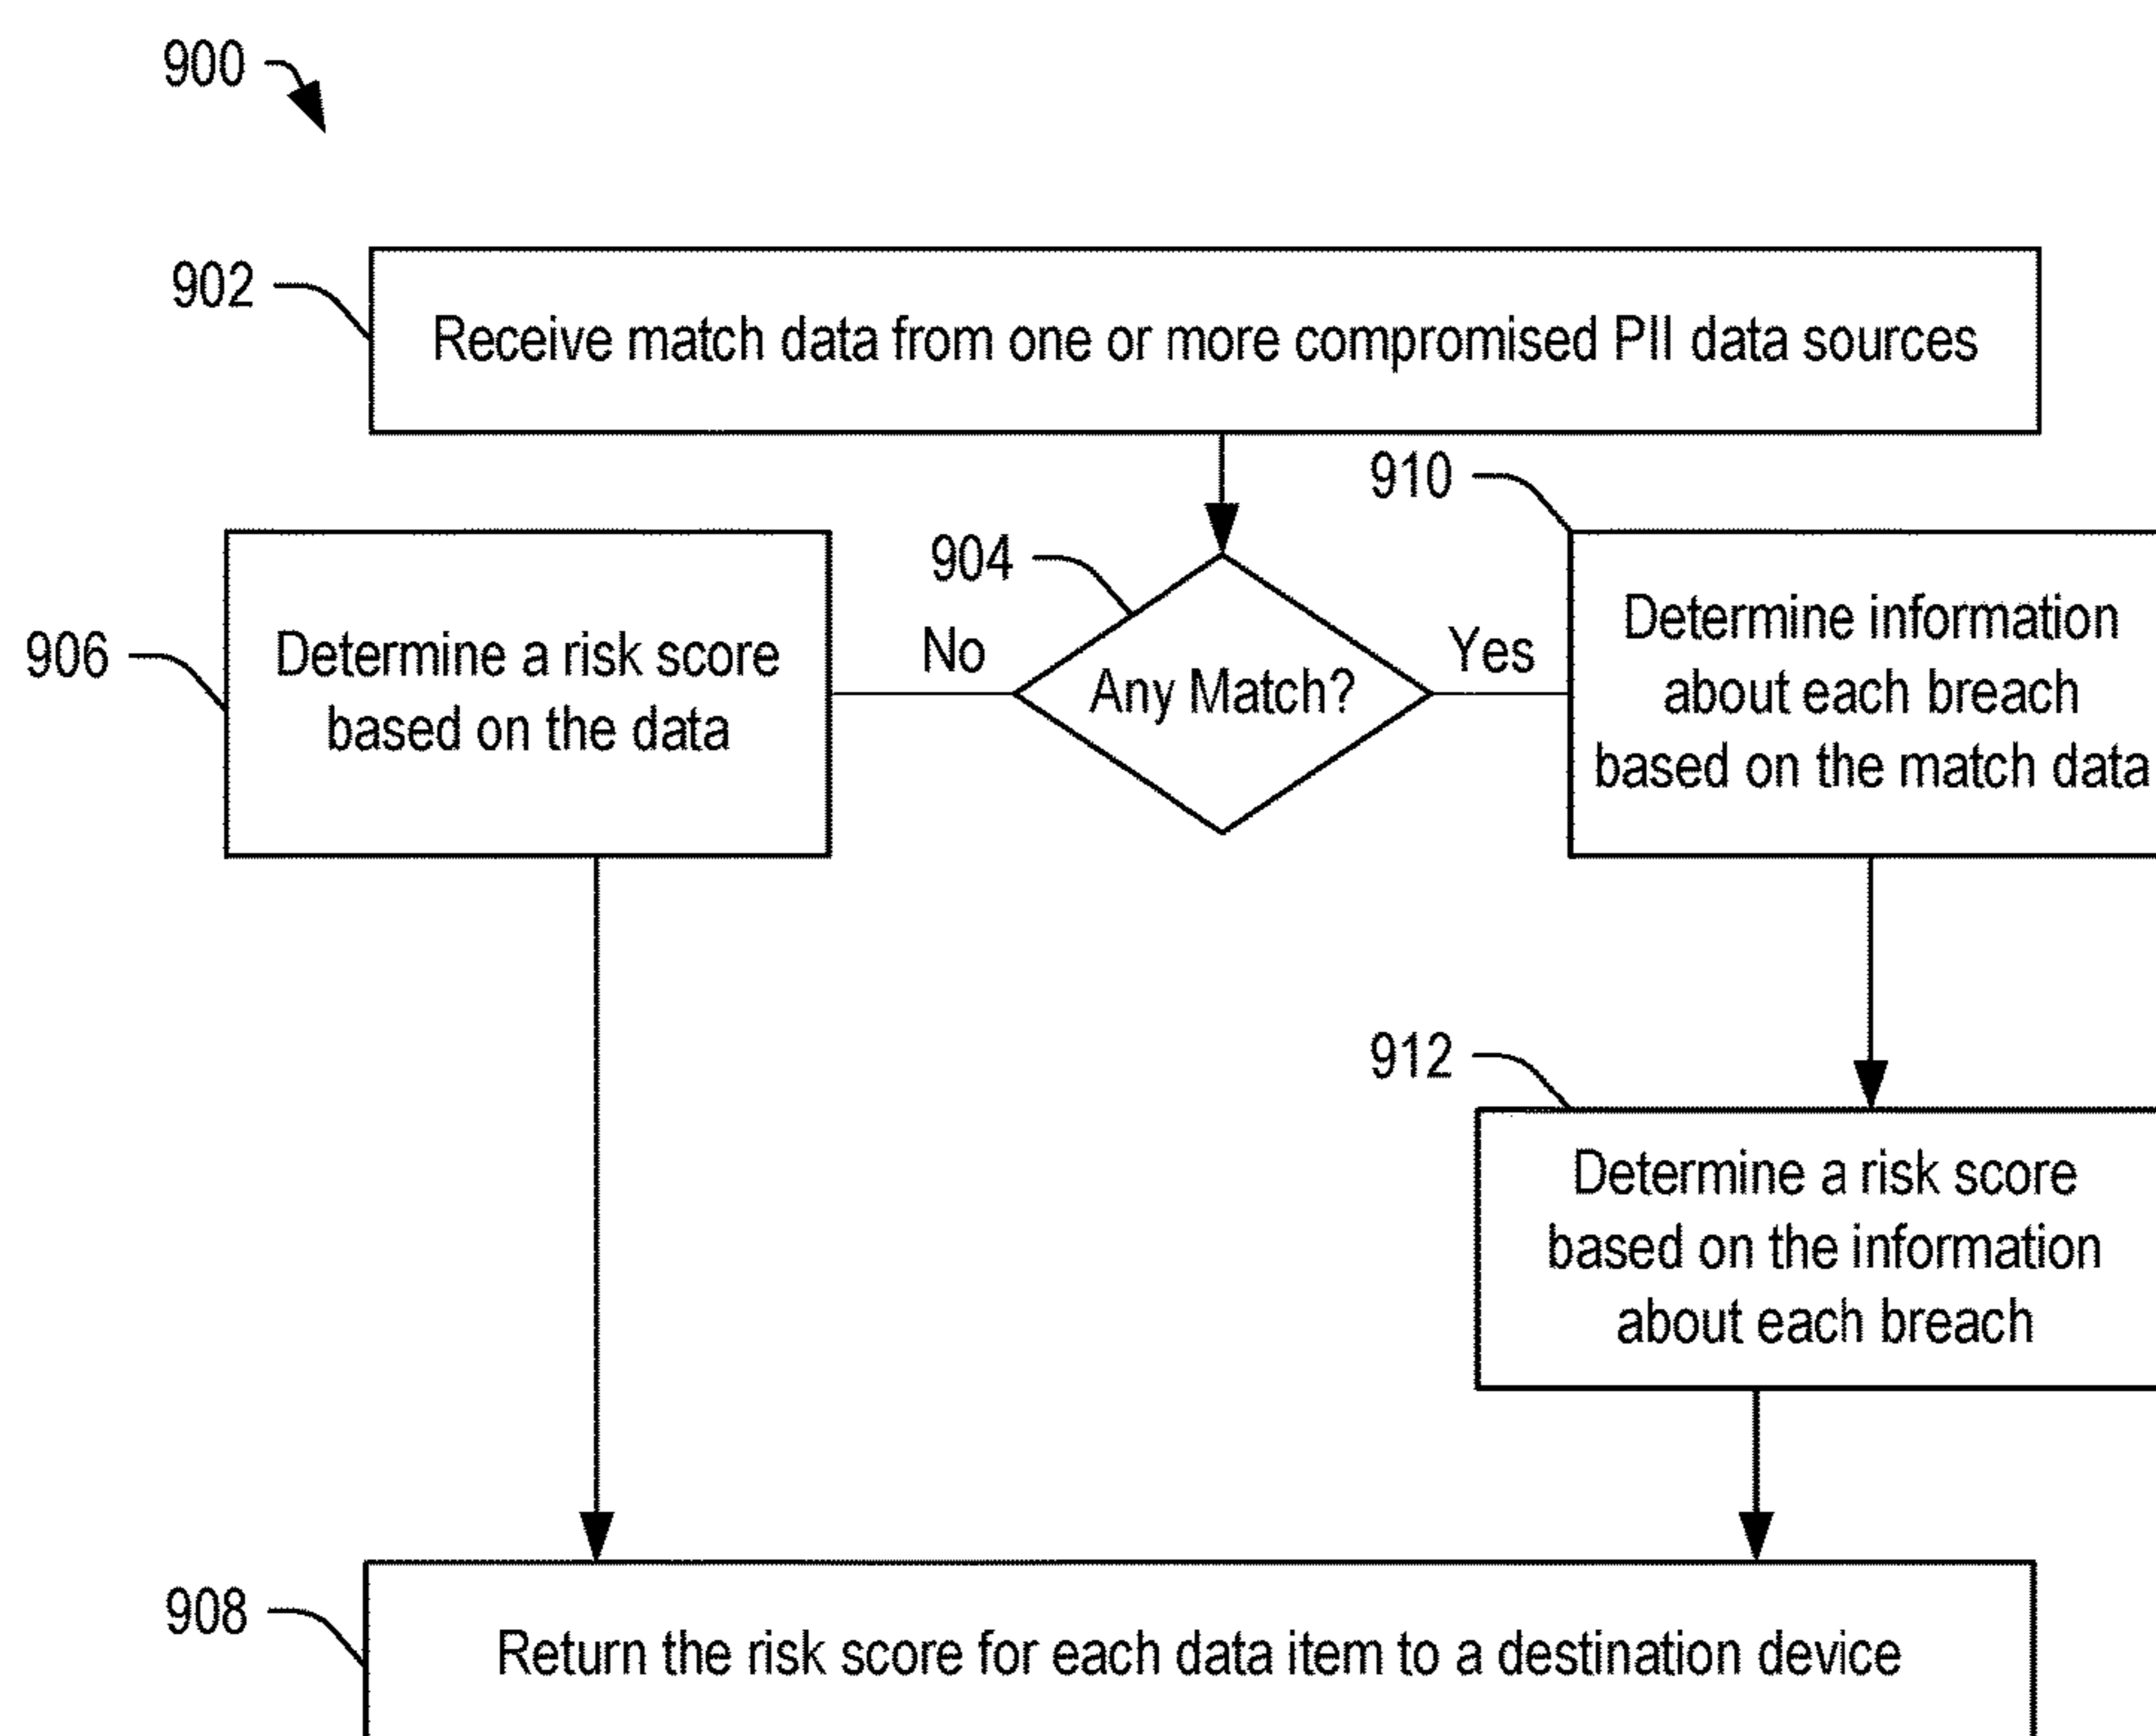 900
902
Receive match data from one or more compromised PII data sources
910
904
906
Determine a risk score
based on the data
No
Any Match?
Yes
Determine information
about each breach
based on the match data
912
Determine a risk score
based on the information
about each breach
908
Return the risk score for each data item to a destination device